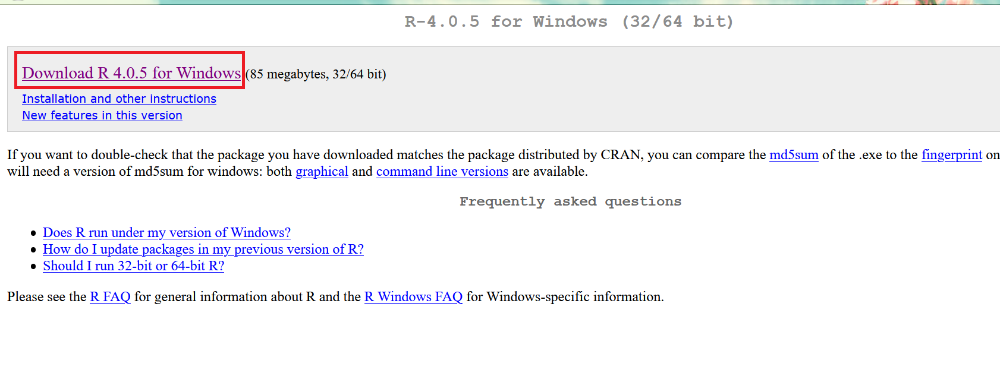 R-4.0.5 for Windows (32/64 bit)
Download R 4.0.5 for Windows (85 megabytes, 32/64 bit)
Installation and other instructions
New features in this version
If you want to double-check that the package you have downloaded matches the package distributed by CRAN, you can compare the md5sum of the .exe to the fingerprint on
will need a version of md5sum for windows: both graphical and command line versions are available.
Frequently asked questions
Does R run under my version of Windows?
How do I update packages in my previous version of R?
Should I run 32-bit or 64-bit R?
Please see the R FAQ for general information about R and the R Windows FAQ for Windows-specific information.